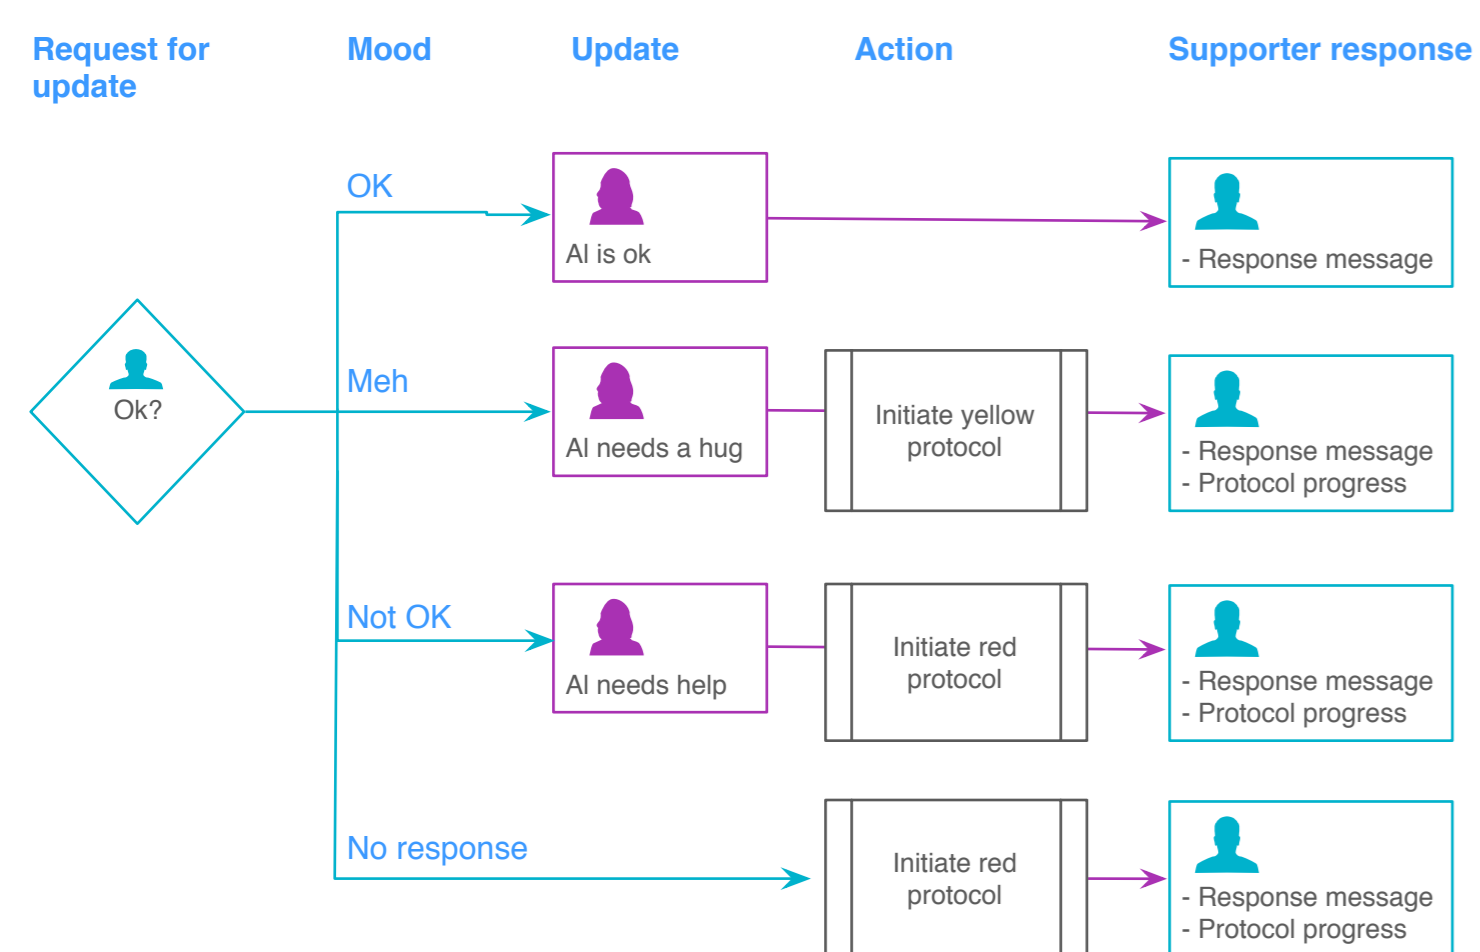 Request for
update
Mood
Update
Action
Supporter response
OK
Al is ok
- Response message
Ok?
Meh
Al needs a hug
Initiate yellow
protocol
- Response message
- Protocol progress
Not OK
Al needs help
Initiate red
protocol
- Response message
- Protocol progress
No response
Initiate red
protocol
- Response message
- Protocol progress